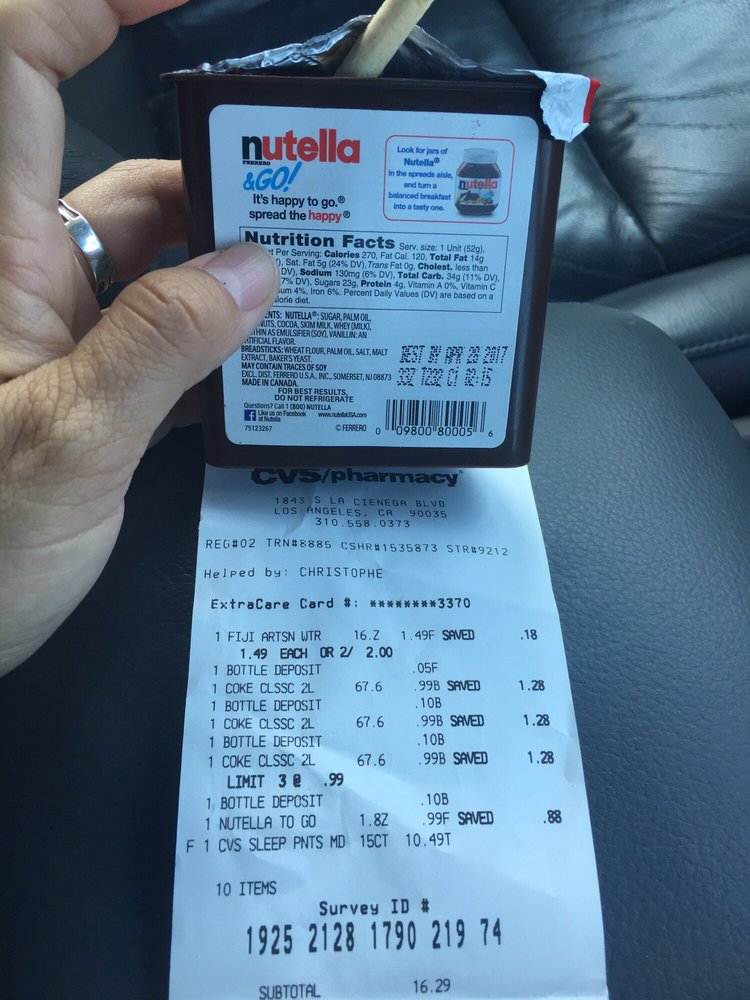 nutella
FERRERO
&GO!
It's happy to go.®
spread the happy®
Look for jars of
Nutella®
in the spreads aisle,
and turn a
balanced breakfast
into a tasty one.
nutella
Nutrition Facts Serv. size: 1 Unit (52g),
Per Serving: Calories 270, Fat Cal. 120, Total Fat 14g
Sat. Fat 5g (24% DV), Trans Fat 0g, Cholest. less than
DV), Sodium 130mg (6% DV), Total Carb. 34g (11% DV),
7% DV), Sugars 23g, Protein 4g, Vitamin A 0%, Vitamin C
4%, Iron 6%. Percent Daily Values (DV) are based on a
diet.
NUTELLA®: SUGAR, PALM OIL,
COCOA, SKIM MILK, WHEY (MILK),
AS EMULSIFIER (SOY), VANILLIN: AN
ARTIFICIAL FLAVOR.
BREADSTICKS: WHEAT FLOUR, PALM OIL, SALT, MALT
EXTRACT, BAKER'S YEAST.
MAY CONTAIN TRACES OF SOY
EXCL. DIST. FERRERO U.S.A., INC., SOMERSET, NJ 08873
MADE IN CANADA.
FOR BEST RESULTS,
DO NOT REFRIGERATE
Questions? Call 1 (800) NUTELLA
f Like us on Facebook www.nutellaUSA.com
at Nutella
75123267 © FERRERO
BEST BY APR 28 2017
0 09800 80005 6
CVS/pharmacy
1843 S LA CIENEGA BLVD
LOS ANGELES, CA 90035
310.558.0373
REG#02 TRN#8885 CSHR#1535873 STR#9212
Helped by: CHRISTOPHE
ExtraCare Card #: ********3370
1 FIJI ARTSN WTR 16.Z 1.49F SAVED .18
1.49 EACH OR 2/ 2.00
1 BOTTLE DEPOSIT .05F
1 COKE CLSSC 2L 67.6 .99B SAVED 1.28
1 BOTTLE DEPOSIT .10B
1 COKE CLSSC 2L 67.6 .99B SAVED 1.28
1 BOTTLE DEPOSIT .10B
1 COKE CLSSC 2L 67.6 .99B SAVED 1.28
LIMIT 3 @ .99
1 BOTTLE DEPOSIT .10B
1 NUTELLA TO GO 1.8Z .99F SAVED .88
F 1 CVS SLEEP PNTS MD 15CT 10.49T
10 ITEMS
Survey ID #
1925 2128 1790 219 74
SUBTOTAL 16.29